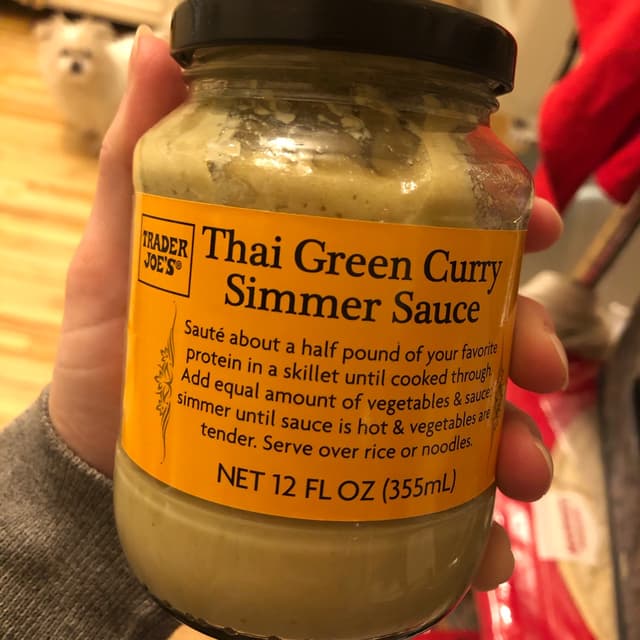 TRADER
JOE'S®
Thai Green Curry
Simmer Sauce
Sauté about a half pound of your favorite
protein in a skillet until cooked through.
Add equal amount of vegetables & sauce;
simmer until sauce is hot & vegetables are
tender. Serve over rice or noodles.
NET 12 FL OZ (355mL)